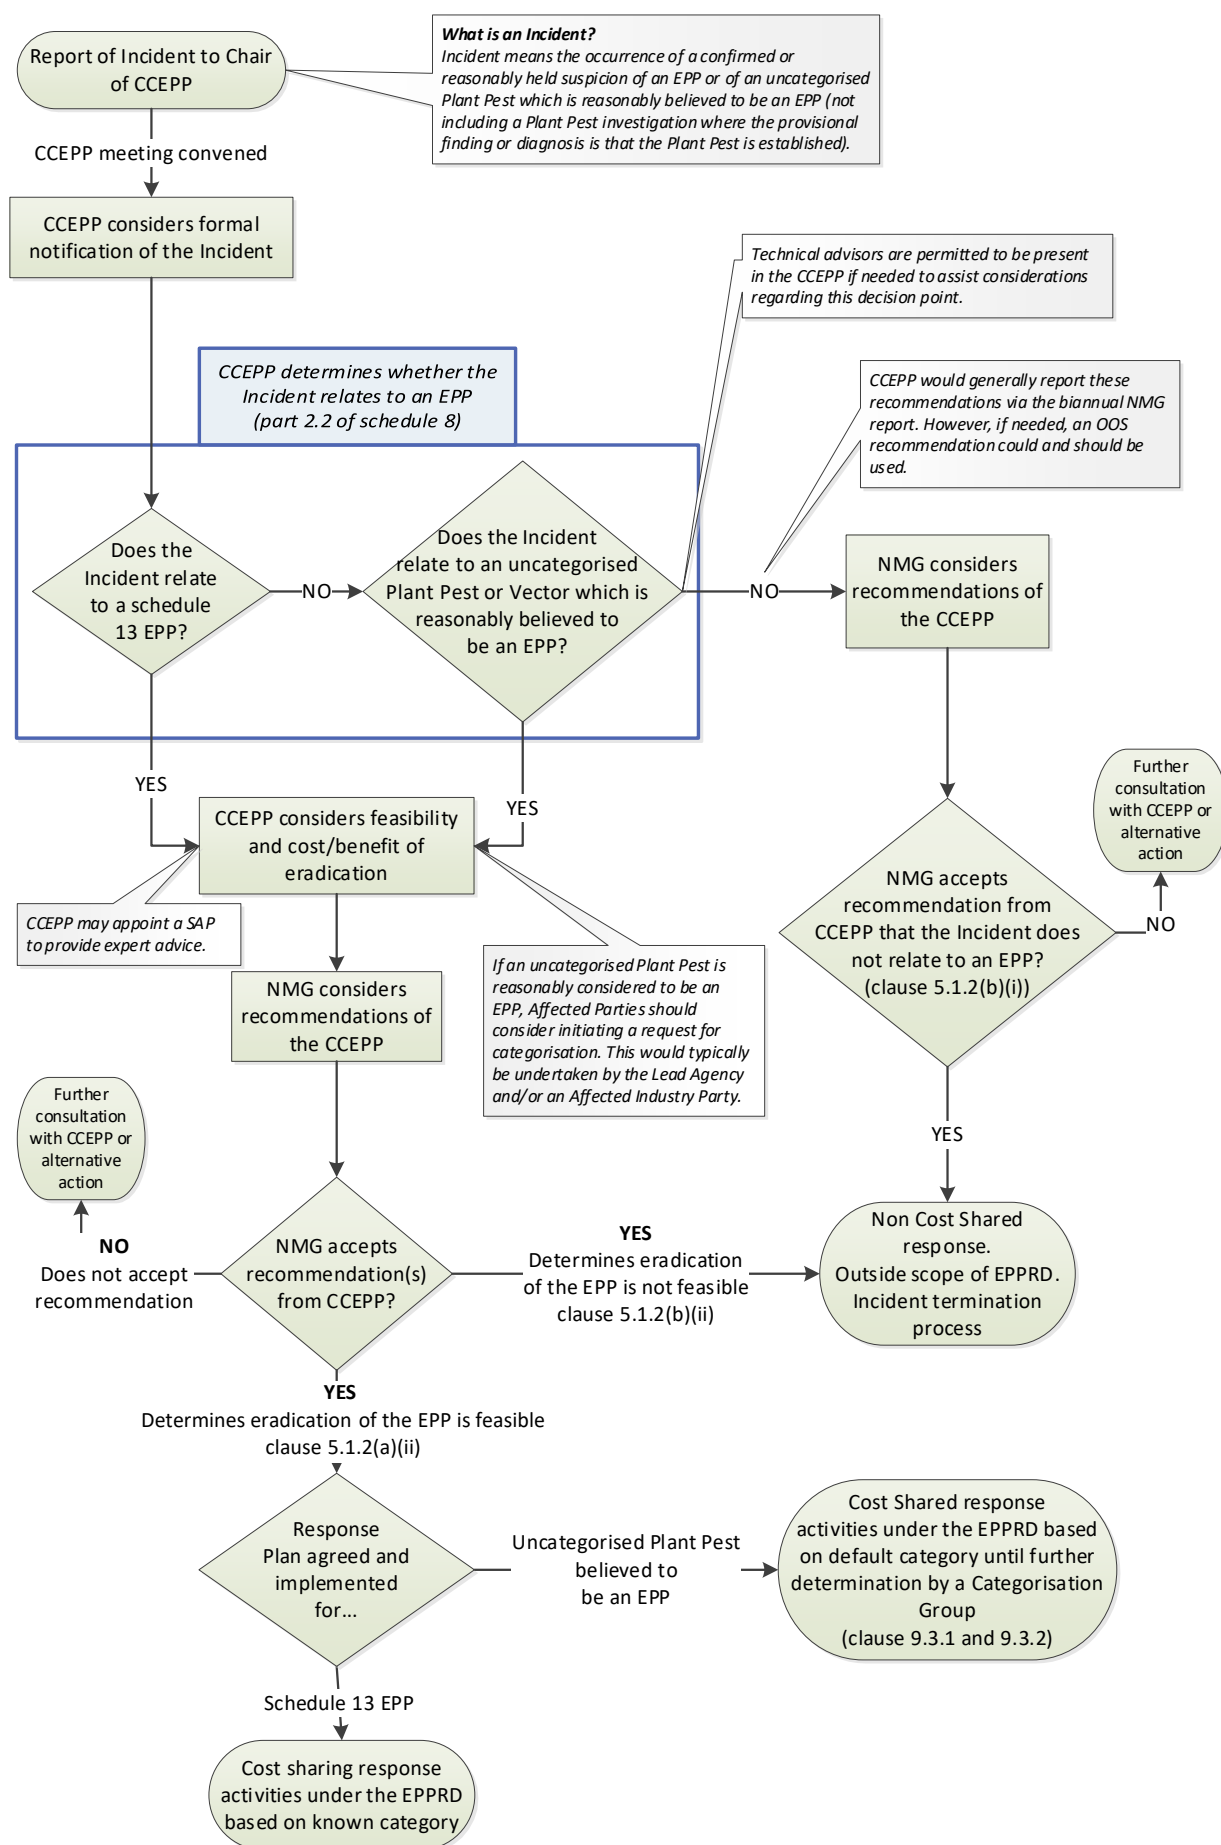 Report of Incident to Chair
of CCEPP
What is an Incident?
Incident means the occurrence of a confirmed or
reasonably held suspicion of an EPP or of an uncategorised
Plant Pest which is reasonably believed to be an EPP (not
including a Plant Pest investigation where the provisional
finding or diagnosis is that the Plant Pest is established).
CCEPP meeting convened
CCEPP considers formal
notification of the Incident
Technical advisors are permitted to be present
in the CCEPP if needed to assist considerations
regarding this decision point.
CCEPP determines whether the
Incident relates to an EPP
(part 2.2 of schedule 8)
CCEPP would generally report these
recommendations via the biannual NMG
report. However, if needed, an OOS
recommendation could and should be
used.
Does the
Incident relate
to a schedule
13 EPP?
NO
Does the Incident
relate to an uncategorised
Plant Pest or Vector which is
reasonably believed to
be an EPP?
NO
NMG considers
recommendations of
the CCEPP
YES
YES
Further
consultation
with CCEPP or
alternative
action
CCEPP considers feasibility
and cost/benefit of
eradication
NMG accepts
recommendation from
CCEPP that the Incident does
not relate to an EPP?
(clause 5.1.2(b)(i))
NO
CCEPP may appoint a SAP
to provide expert advice.
If an uncategorised Plant Pest is
reasonably considered to be an
EPP, Affected Parties should
consider initiating a request for
categorisation. This would typically
be undertaken by the Lead Agency
and/or an Affected Industry Party.
NMG considers
recommendations of
the CCEPP
Further
consultation
with CCEPP or
alternative
action
YES
NO
Does not accept
recommendation
NMG accepts
recommendation(s)
from CCEPP?
YES
Determines eradication
of the EPP is not feasible
clause 5.1.2(b)(ii)
Non Cost Shared
response.
Outside scope of EPPRD.
Incident termination
process
YES
Determines eradication of the EPP is feasible
clause 5.1.2(a)(ii)
Response
Plan agreed and
implemented
for...
Uncategorised Plant Pest
believed to
be an EPP
Cost Shared response
activities under the EPPRD based
on default category until further
determination by a Categorisation
Group
(clause 9.3.1 and 9.3.2)
Schedule 13 EPP
Cost sharing response
activities under the EPPRD
based on known category